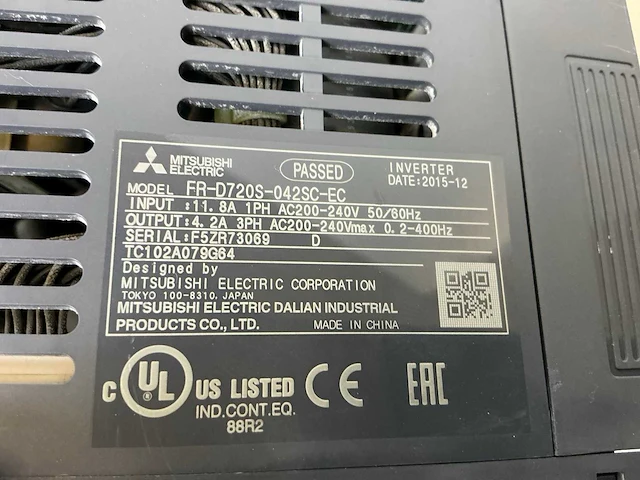 MITSUBISHI ELECTRIC
PASSED
INVERTER
DATE:2015-12
MODEL FR-D720S-042SC-EC
INPUT :11.8A 1PH AC200-240V 50/60Hz
OUTPUT:4.2A 3PH AC200-240Vmax 0.2-400Hz
SERIAL:F5ZR73069 D
TC102A079G64
Designed by
MITSUBISHI ELECTRIC CORPORATION
TOKYO 100-8310, JAPAN
MITSUBISHI ELECTRIC DALIAN INDUSTRIAL
PRODUCTS CO., LTD. MADE IN CHINA
C UL ® US LISTED CE EAC
IND.CONT.EQ.
88R2